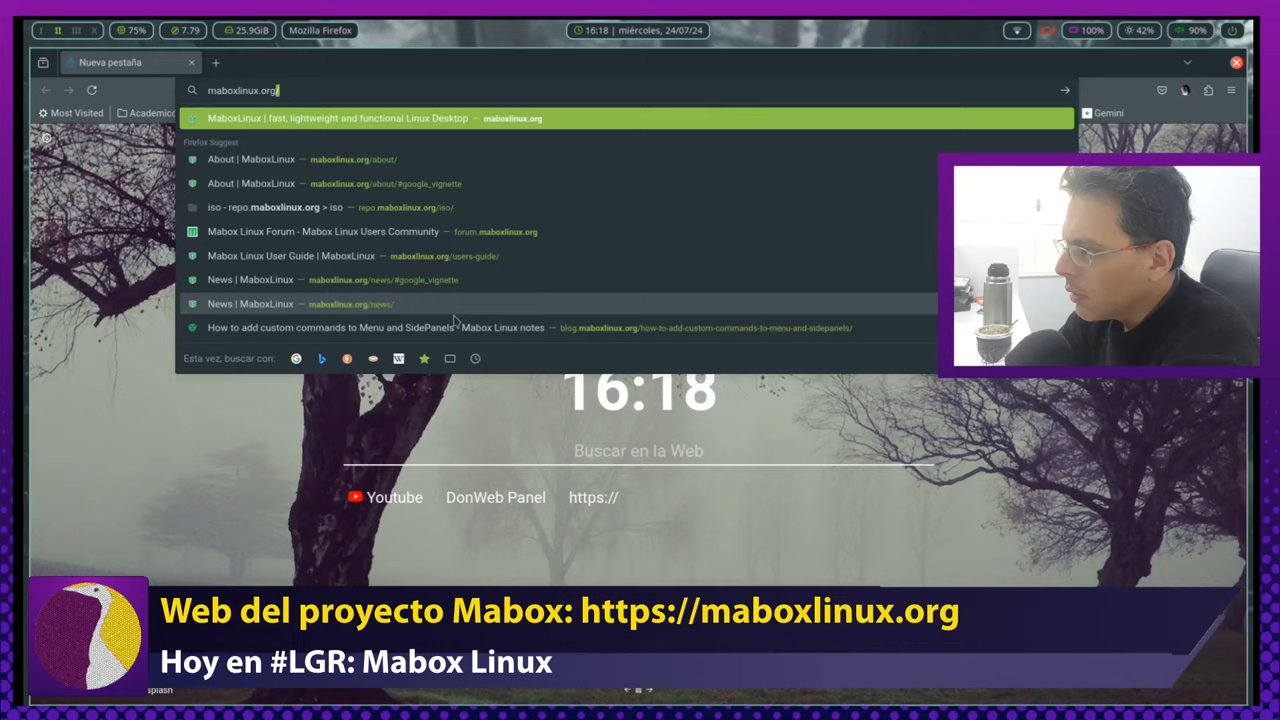 I II III X 75% 7.79 25.9GiB Mozilla Firefox 16:18 | miércoles, 24/07/24 100% 42% 90%
Nueva pestaña
maboxlinux.org/
Most Visited Academic Gemini
MaboxLinux | fast, lightweight and functional Linux Desktop — maboxlinux.org
Firefox Suggest
About | MaboxLinux — maboxlinux.org/about/
About | MaboxLinux — maboxlinux.org/about/#google_vignette
iso - repo.maboxlinux.org > iso — repo.maboxlinux.org/iso/
Mabox Linux Forum - Mabox Linux Users Community — forum.maboxlinux.org
Mabox Linux User Guide | MaboxLinux — maboxlinux.org/users-guide/
News | MaboxLinux — maboxlinux.org/news/#google_vignette
News | MaboxLinux — maboxlinux.org/news/
How to add custom commands to Menu and SidePanels - Mabox Linux notes — blog.maboxlinux.org/how-to-add-custom-commands-to-menu-and-sidepanels/
Esta vez, buscar con:
16:18
Buscar en la Web
Youtube DonWeb Panel https://
Web del proyecto Mabox: https://maboxlinux.org
Hoy en #LGR: Mabox Linux
splash